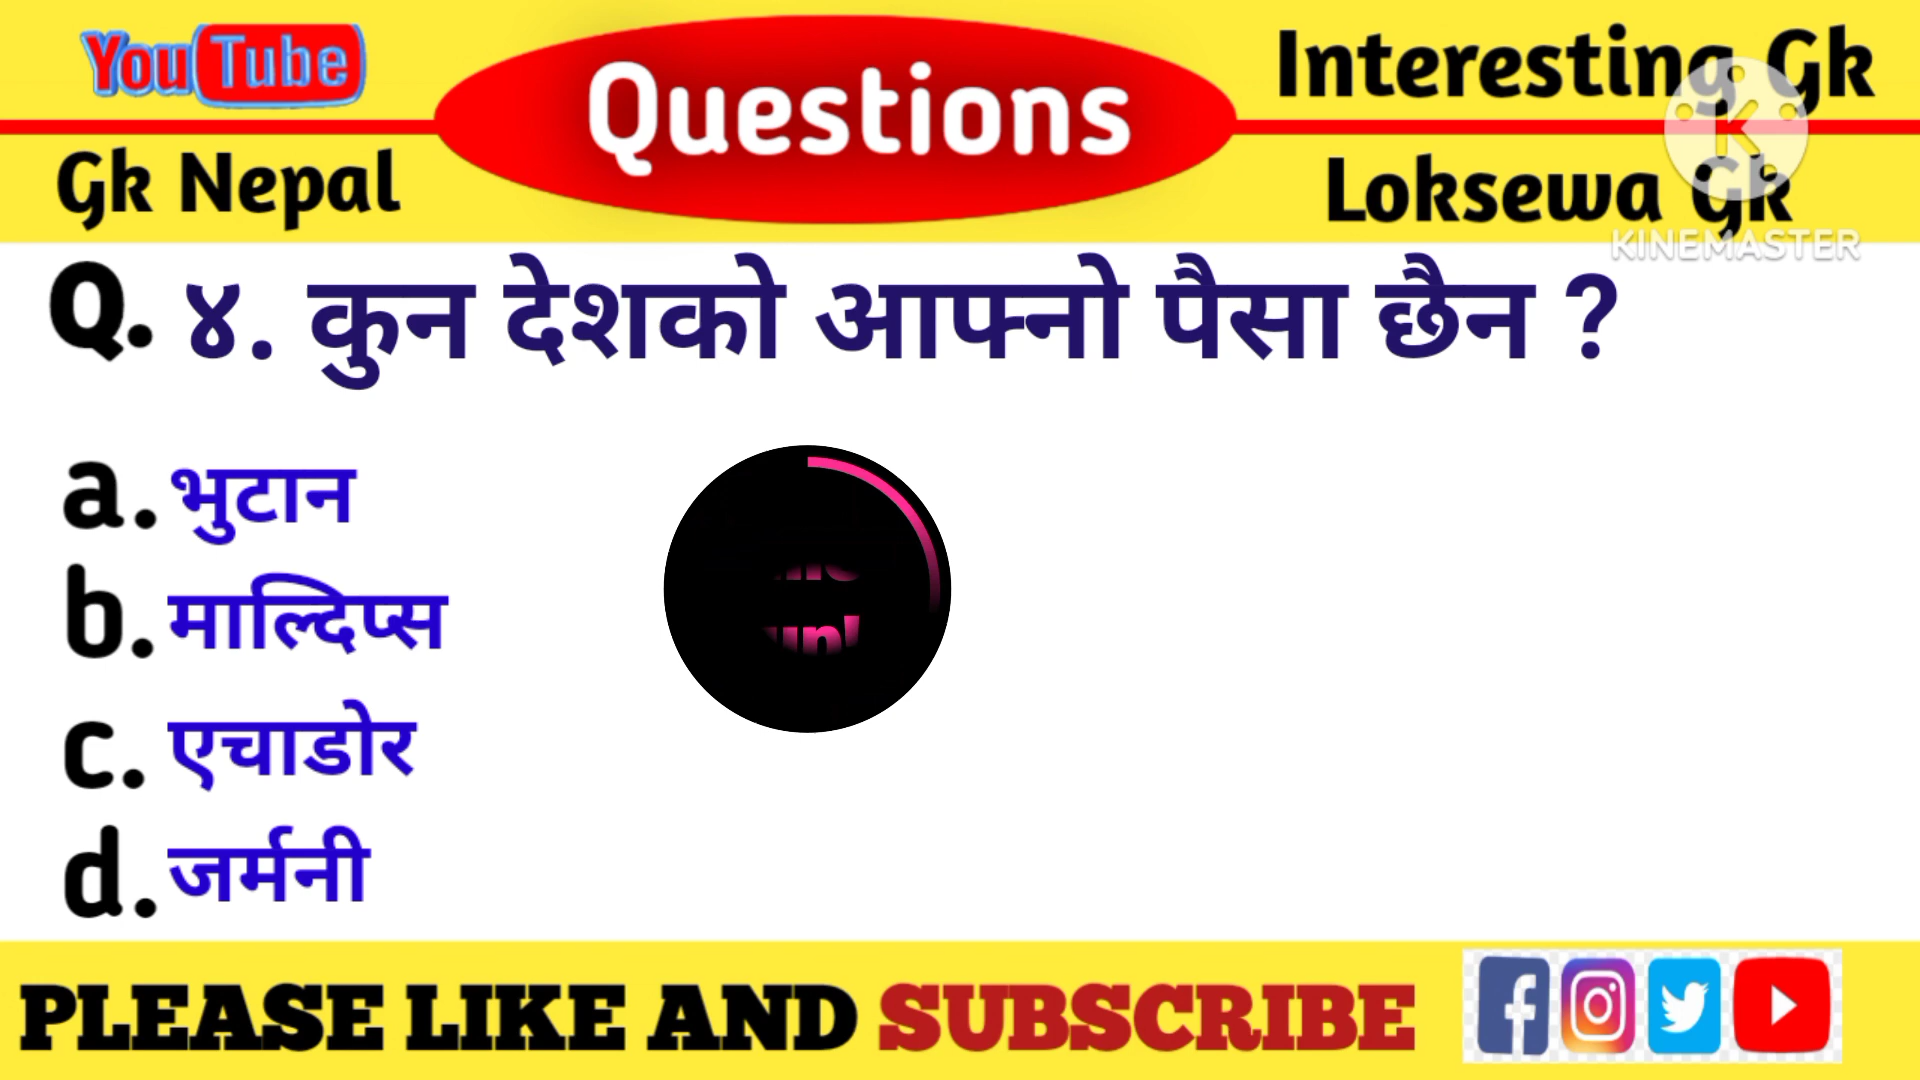 YouTube
Questions
Interesting Gk
Gk Nepal
Loksewa Gk
KINEMASTER
Q. ४. कुन देशको आफ्नो पैसा छैन ?
a. भुटान
b. माल्दिप्स
c. एचाडोर
d. जर्मनी
PLEASE LIKE AND SUBSCRIBE